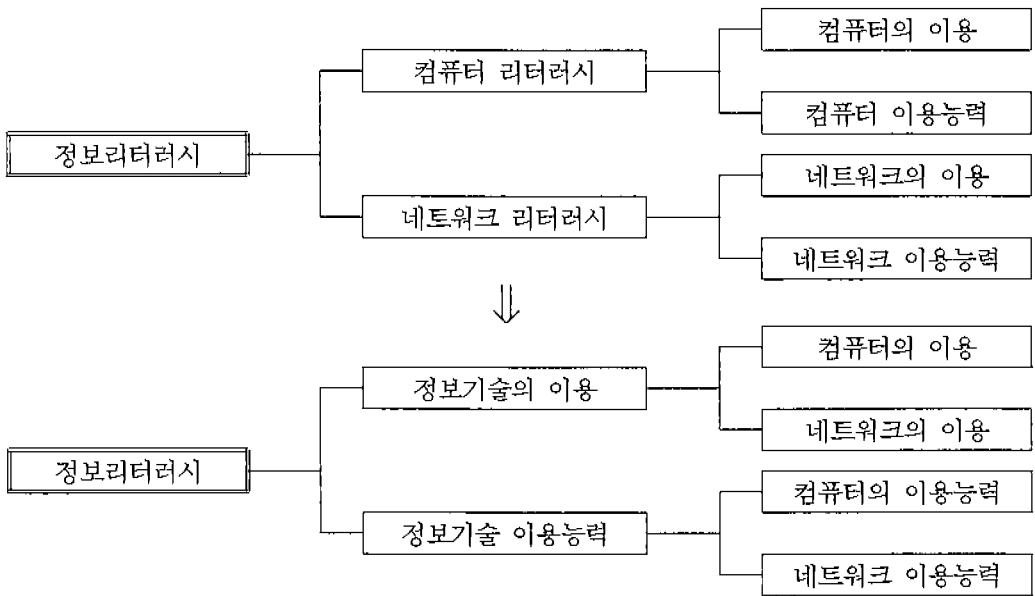 컴퓨터의 이용
컴퓨터 리터러시
컴퓨터 이용능력
정보리터러시
네트워크의 이용
네트워크 리터러시
네트워크 이용능력
⇓
컴퓨터의 이용
정보기술의 이용
네트워크의 이용
정보리터러시
컴퓨터의 이용능력
정보기술 이용능력
네트워크 이용능력